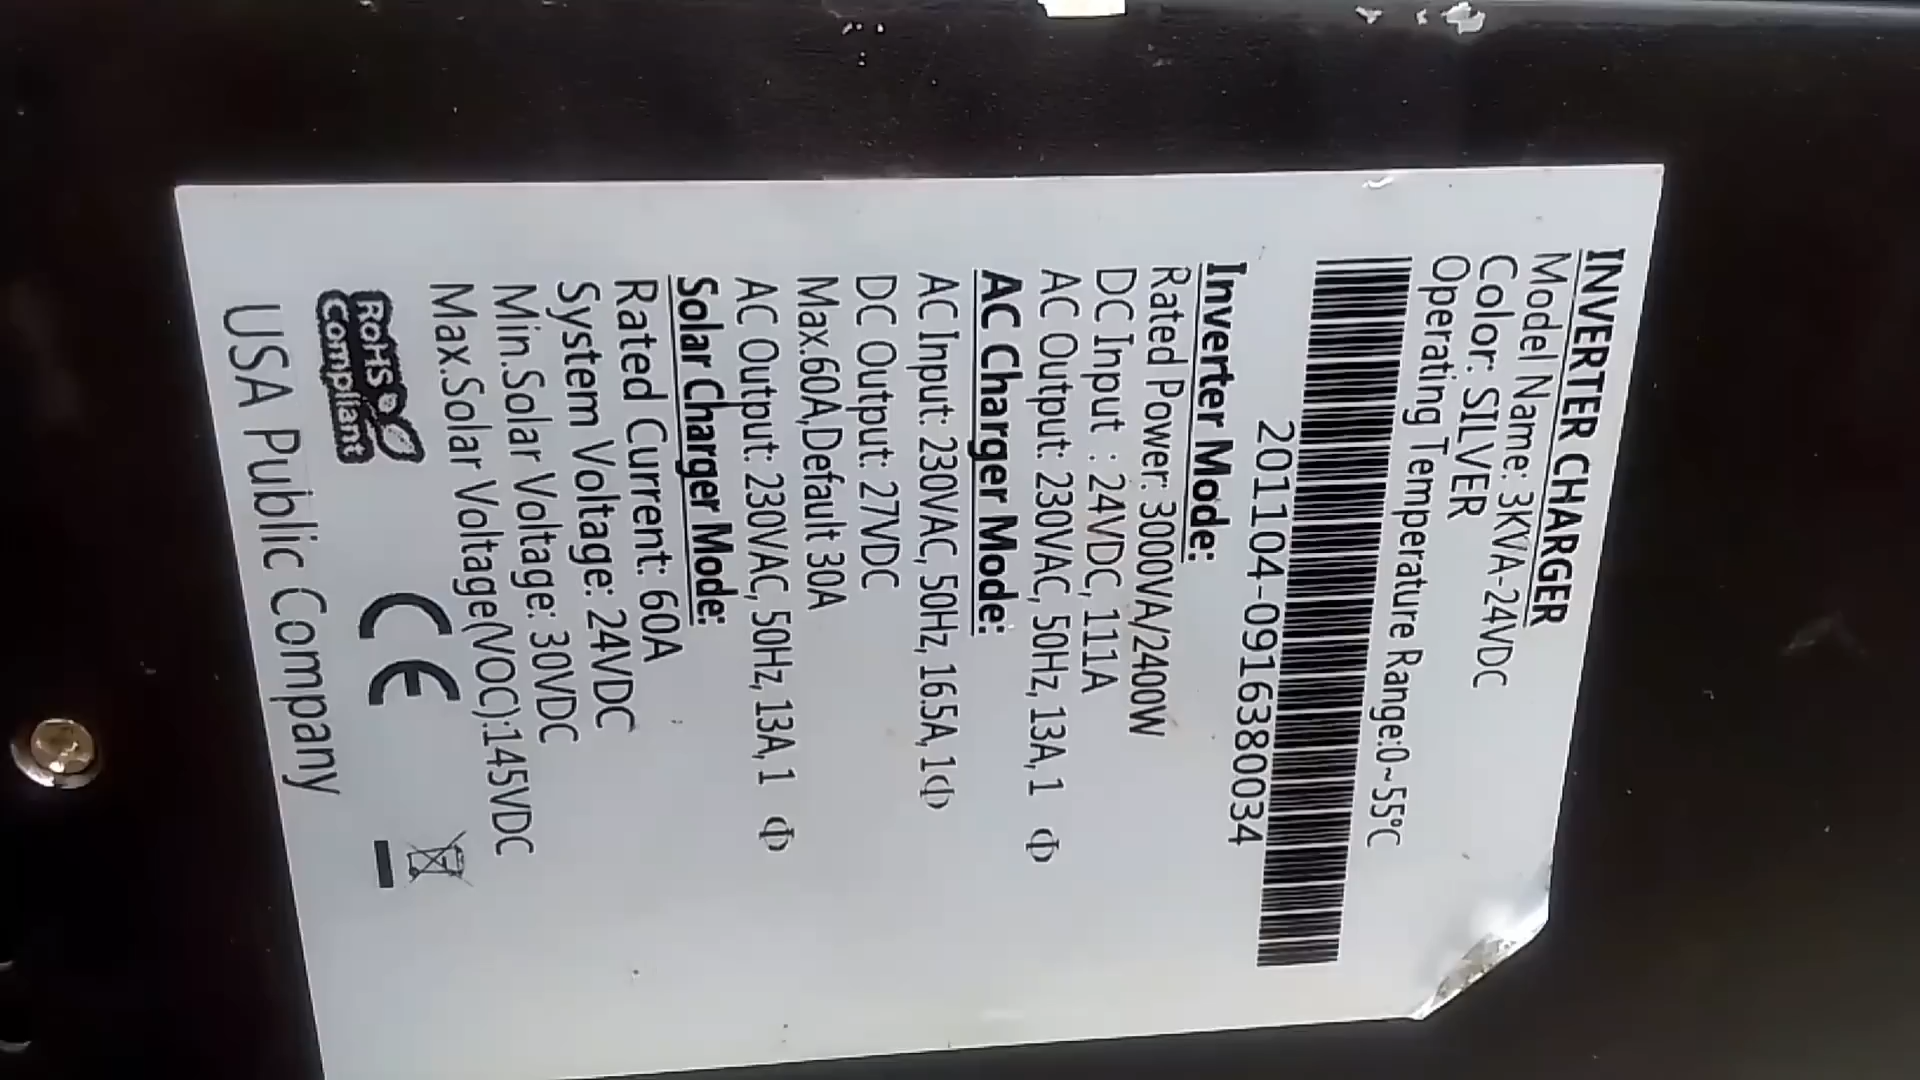 INVERTER CHARGER
Model Name: 3KVA-24VDC
Color: SILVER
Operating Temperature Range:0~55°C
201104-0916380034
Inverter Mode:
Rated Power: 3000VA/2400W
DC Input : 24VDC, 111A
AC Output: 230VAC, 50Hz, 13A, 1 Φ
AC Charger Mode:
AC Input: 230VAC, 50Hz, 16.5A, 1Φ
DC Output: 27VDC
Max.60A,Default 30A
AC Output: 230VAC, 50Hz, 13A, 1 Φ
Solar Charger Mode:
Rated Current: 60A
System Voltage: 24VDC
Min.Solar Voltage: 30VDC
Max.Solar Voltage(VOC):145VDC
RoHS
Compliant
CE
USA Public Company